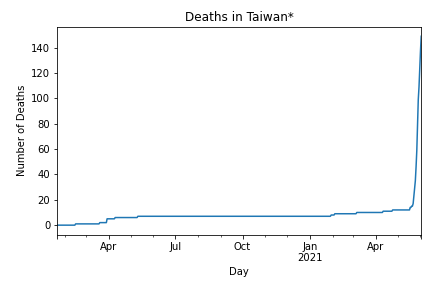 Deaths in Taiwan*
Number of Deaths
140
120
100
80
60
40
20
0
Apr
Jul
Oct
Jan
2021
Apr
Day